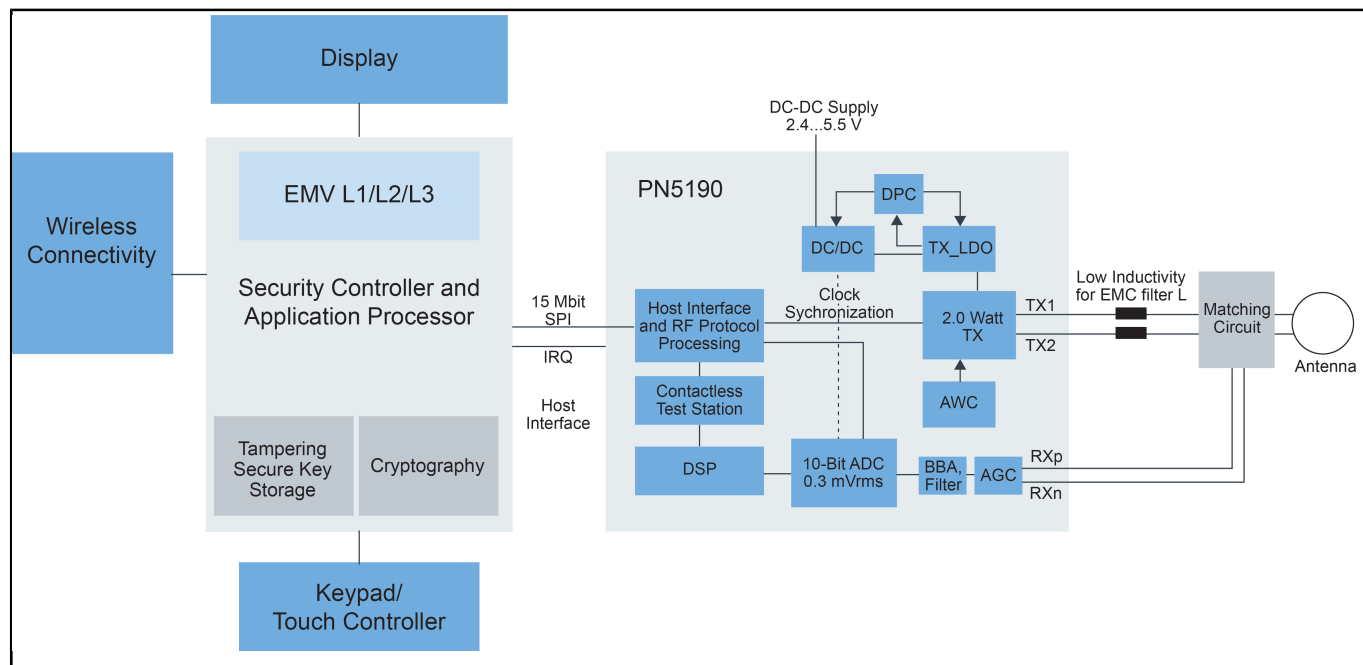 Display
Wireless
Connectivity
EMV L1/L2/L3
Security Controller and
Application Processor
Tampering
Secure Key
Storage
Cryptography
Keypad/
Touch Controller
15 Mbit
SPI
IRQ
Host
Interface
DC-DC Supply
2.4...5.5 V
PN5190
DPC
DC/DC
TX_LDO
Clock
Sychronization
Host Interface
and RF Protocol
Processing
2.0 Watt
TX
Contactless
Test Station
AWC
DSP
10-Bit ADC
0.3 mVrms
BBA,
Filter
AGC
TX1
TX2
RXp
RXn
Low Inductivity
for EMC filter L
Matching
Circuit
Antenna